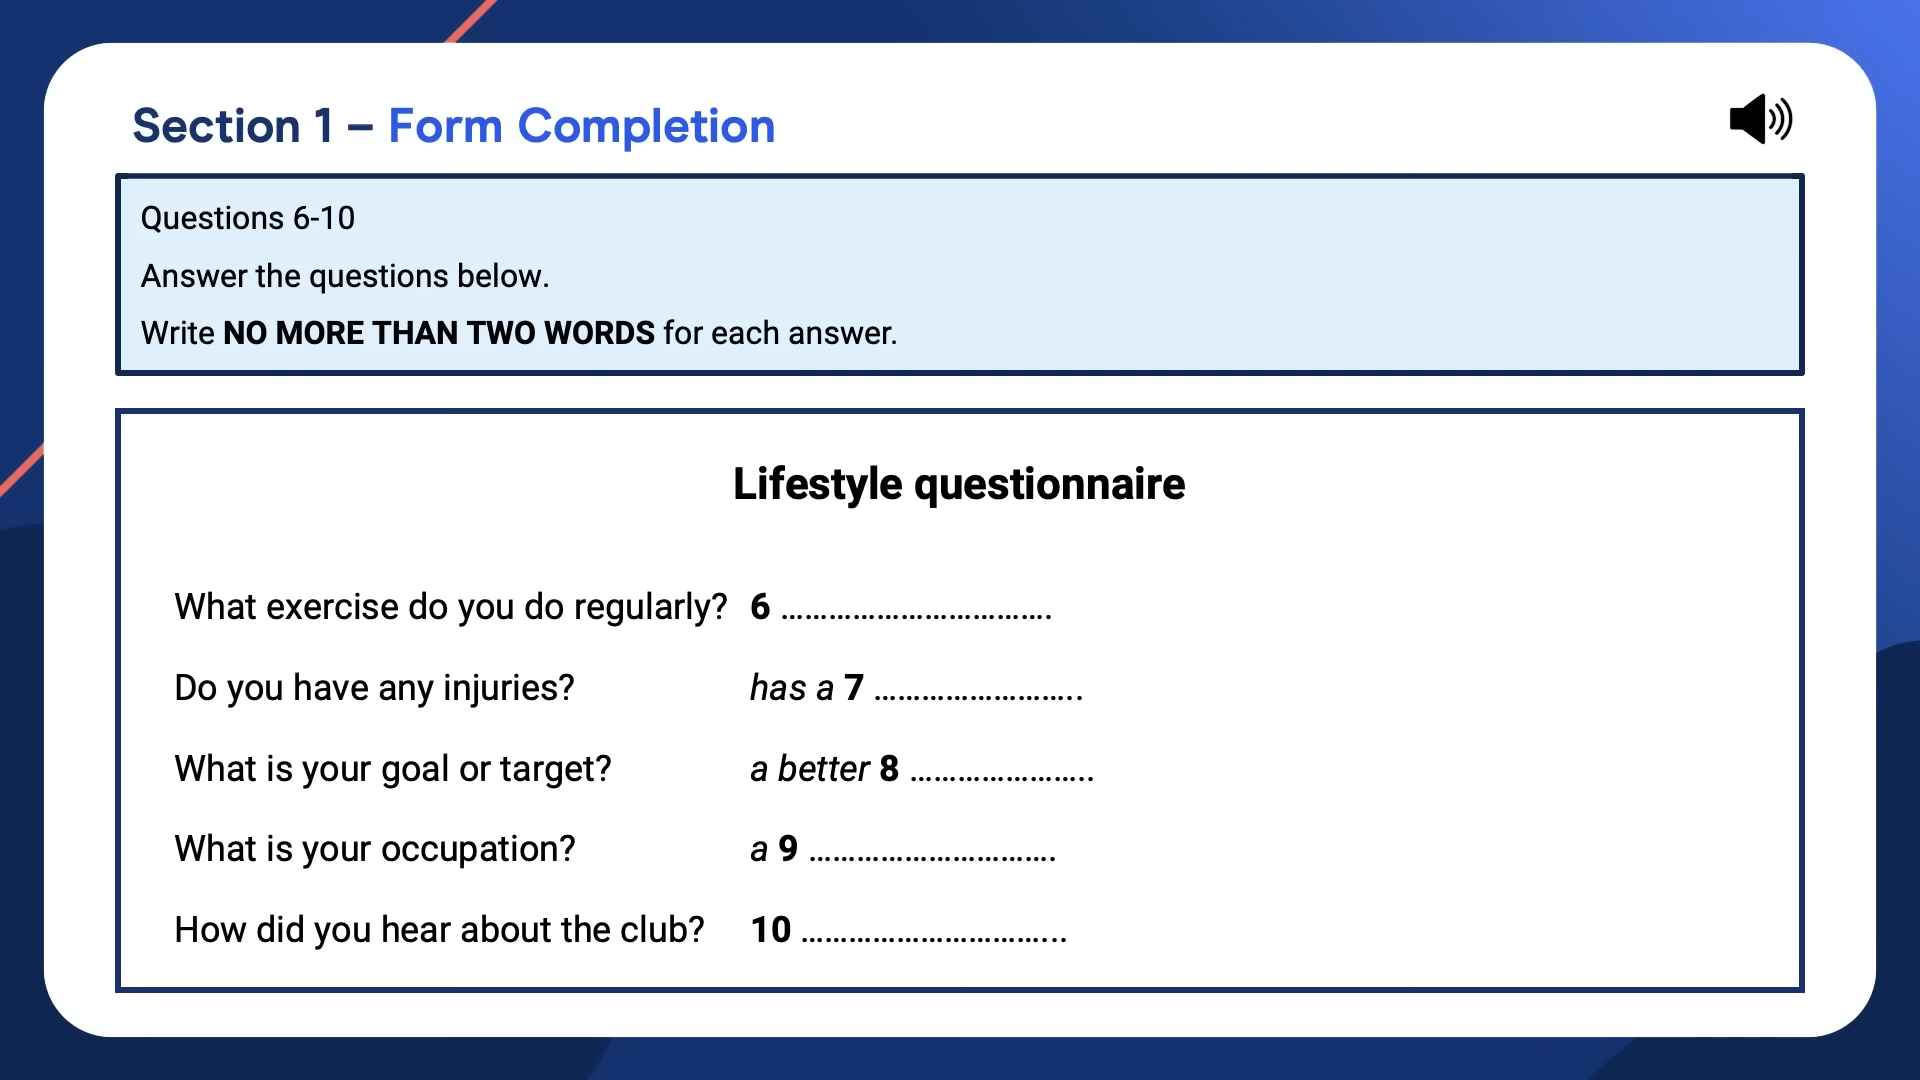 Section 1 – Form Completion
Questions 6-10
Answer the questions below.
Write NO MORE THAN TWO WORDS for each answer.
Lifestyle questionnaire
What exercise do you do regularly? 6 …………………………….
Do you have any injuries? has a 7 ……………………..
What is your goal or target? a better 8 …………………..
What is your occupation? a 9 ………………………….
How did you hear about the club? 10 …………………………...